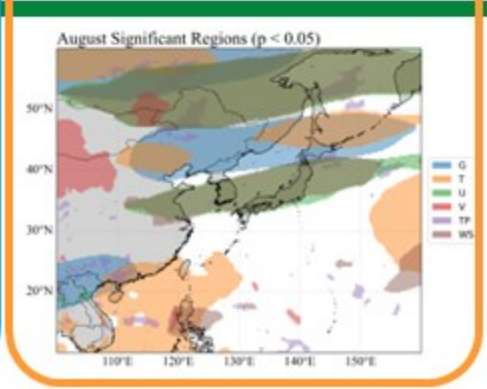 August Significant Regions (p < 0.05)
50°N
40°N
30°N
20°N
110°E 120°E 130°E 140°E 150°E
G
T
U
V
TP
WS